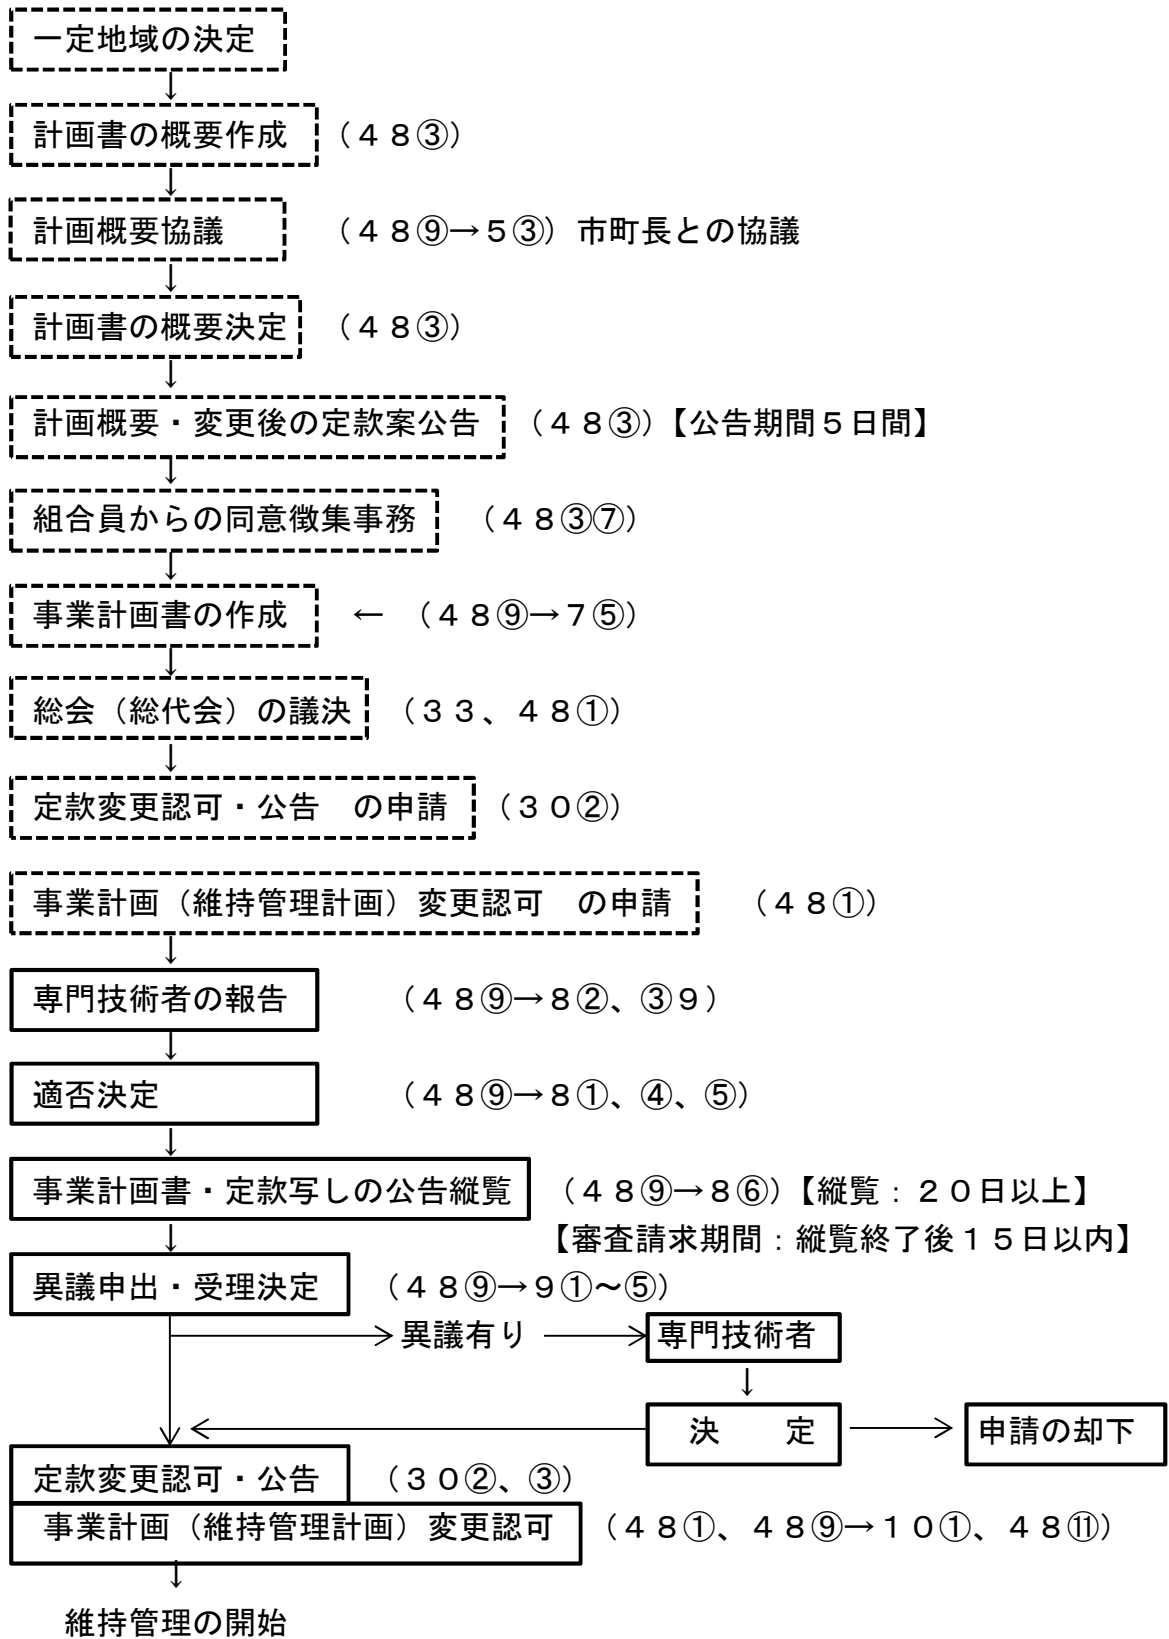 一定地域の決定
↓
計画書の概要作成 (48③)
↓
計画概要協議 (48⑨→5③) 市町長との協議
↓
計画書の概要決定 (48③)
↓
計画概要・変更後の定款案公告 (48③)【公告期間5日間】
↓
組合員からの同意徴集事務 (48③⑦)
↓
事業計画書の作成 ← (48⑨→7⑤)
↓
総会(総代会)の議決 (33、48①)
↓
定款変更認可・公告 の申請 (30②)
事業計画(維持管理計画)変更認可 の申請 (48①)
↓
専門技術者の報告 (48⑨→8②、③9)
↓
適否決定 (48⑨→8①、④、⑤)
↓
事業計画書・定款写しの公告縦覧 (48⑨→8⑥)【縦覧:20日以上】
↓ 【審査請求期間:縦覧終了後15日以内】
異議申出・受理決定 (48⑨→9①~⑤)
→異議有り→専門技術者
↓
決 定 → 申請の却下
定款変更認可・公告 (30②、③)
事業計画(維持管理計画)変更認可 (48①、48⑨→10①、48⑪)
↓
維持管理の開始